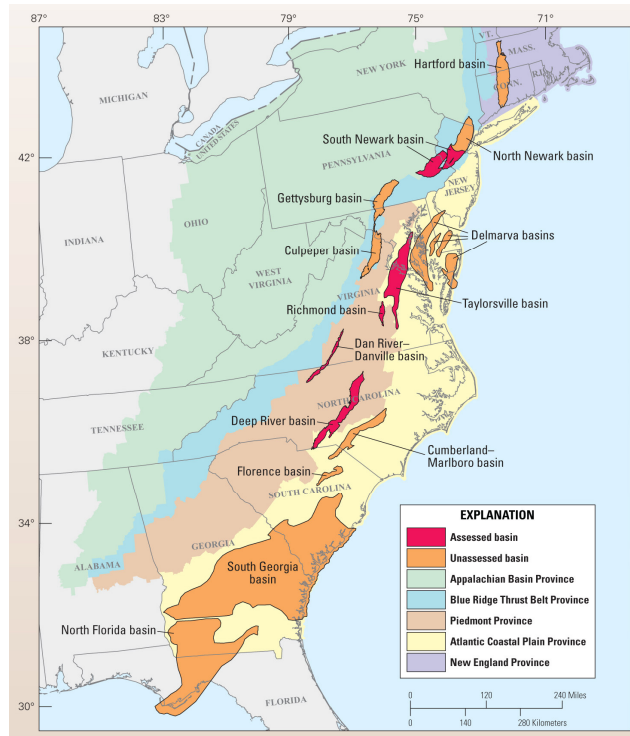 87°
83°
79°
75°
71°
VT.
MASS.
Hartford basin
NEW YORK
CONN.
R.I.
MICHIGAN
CANADA
UNITED STATES
South Newark basin
42°
North Newark basin
PENNSYLVANIA
NEW
JERSEY
Gettysburg basin
OHIO
Delmarva basins
INDIANA
Culpeper basin
WEST
VIRGINIA
VIRGINIA
Taylorsville basin
Richmond basin
38°
Dan River–
Danville basin
KENTUCKY
NORTH CAROLINA
Deep River basin
TENNESSEE
Cumberland–
Marlboro basin
Florence basin
SOUTH CAROLINA
34°
EXPLANATION
Assessed basin
Unassessed basin
Appalachian Basin Province
Blue Ridge Thrust Belt Province
Piedmont Province
Atlantic Coastal Plain Province
New England Province
GEORGIA
ALABAMA
South Georgia
basin
North Florida basin
30°
FLORIDA
0 120 240 Miles
0 140 280 Kilometers